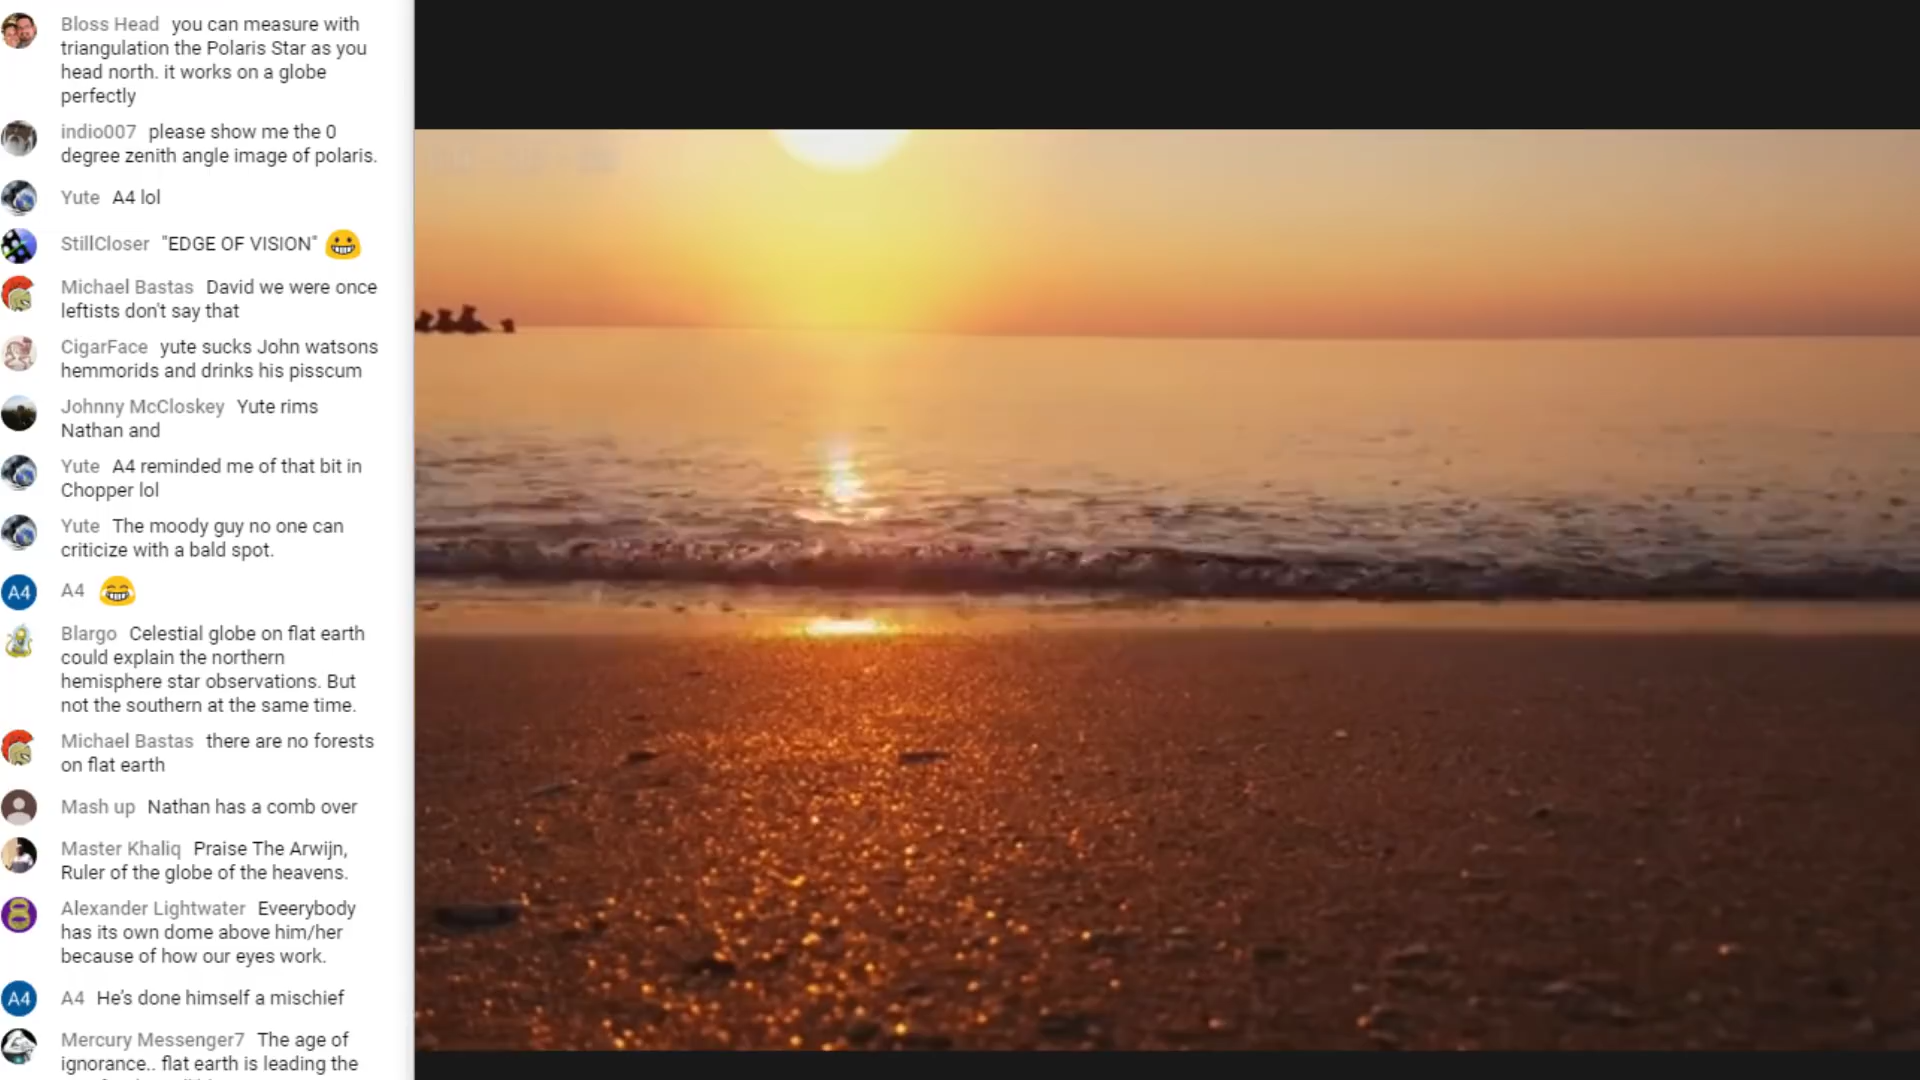 Bloss Head you can measure with
triangulation the Polaris Star as you
head north. it works on a globe
perfectly
indio007 please show me the 0
degree zenith angle image of polaris.
Yute A4 lol
StillCloser "EDGE OF VISION" 😀
Michael Bastas David we were once
leftists don't say that
CigarFace yute sucks John watsons
hemmorids and drinks his pisscum
Johnny McCloskey Yute rims
Nathan and
Yute A4 reminded me of that bit in
Chopper lol
Yute The moody guy no one can
criticize with a bald spot.
A4
A4 😂
Blargo Celestial globe on flat earth
could explain the northern
hemisphere star observations. But
not the southern at the same time.
Michael Bastas there are no forests
on flat earth
Mash up Nathan has a comb over
Master Khaliq Praise The Arwijn,
Ruler of the globe of the heavens.
Alexander Lightwater Eveerybody
has its own dome above him/her
because of how our eyes work.
A4
A4 He's done himself a mischief
Mercury Messenger7 The age of
ignorance.. flat earth is leading the